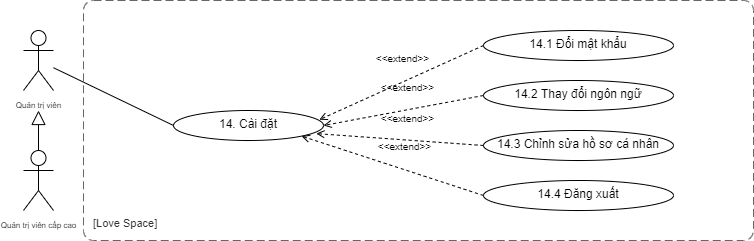 14.1 Đổi mật khẩu
<<extend>>
Quản trị viên
<<extend>>
14.2 Thay đổi ngôn ngữ
<<extend>>
14. Cài đặt
<<extend>>
14.3 Chỉnh sửa hồ sơ cá nhân
14.4 Đăng xuất
Quản trị viên cấp cao
[Love Space]